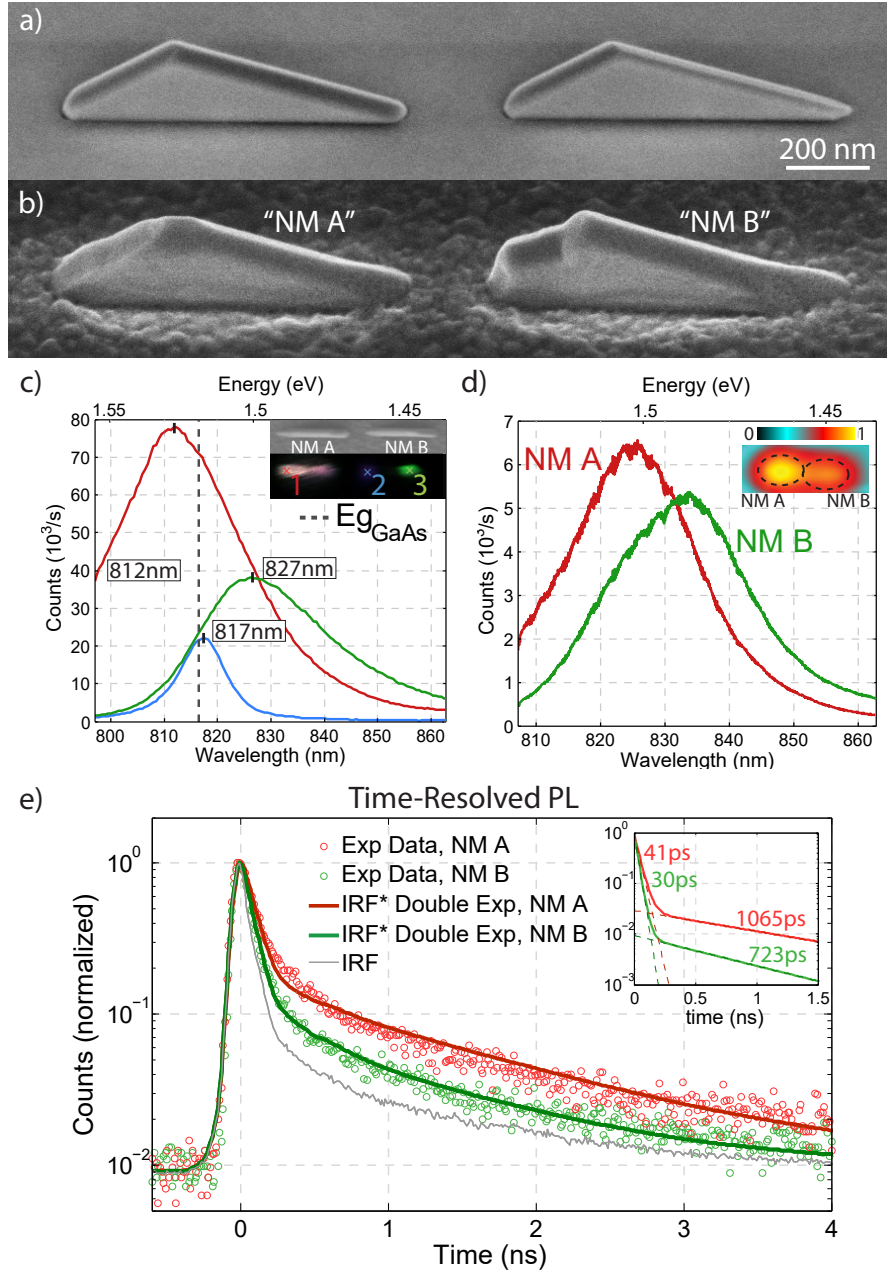 a)
200 nm
b)
“NM A”
“NM B”
c)
Energy (eV)
1.55
1.5
1.45
80
70
60
50
40
30
20
10
0
Counts (10³/s)
812nm
827nm
817nm
NM A
NM B
1
2
3
Eg GaAs
800
820
830
840
850
860
Wavelength (nm)
d)
Energy (eV)
1.5
1.45
7
6
5
4
3
2
1
0
Counts (10³/s)
NM A
NM B
0
1
NM A
NM B
810
820
830
840
850
860
Wavelength (nm)
e)
Time-Resolved PL
10⁰
10⁻¹
10⁻²
Counts (normalized)
Exp Data, NM A
Exp Data, NM B
IRF* Double Exp, NM A
IRF* Double Exp, NM B
IRF
10⁰
10⁻¹
10⁻²
10⁻³
41ps
30ps
1065ps
723ps
0
0.5
1
1.5
time (ns)
0
1
2
3
4
Time (ns)